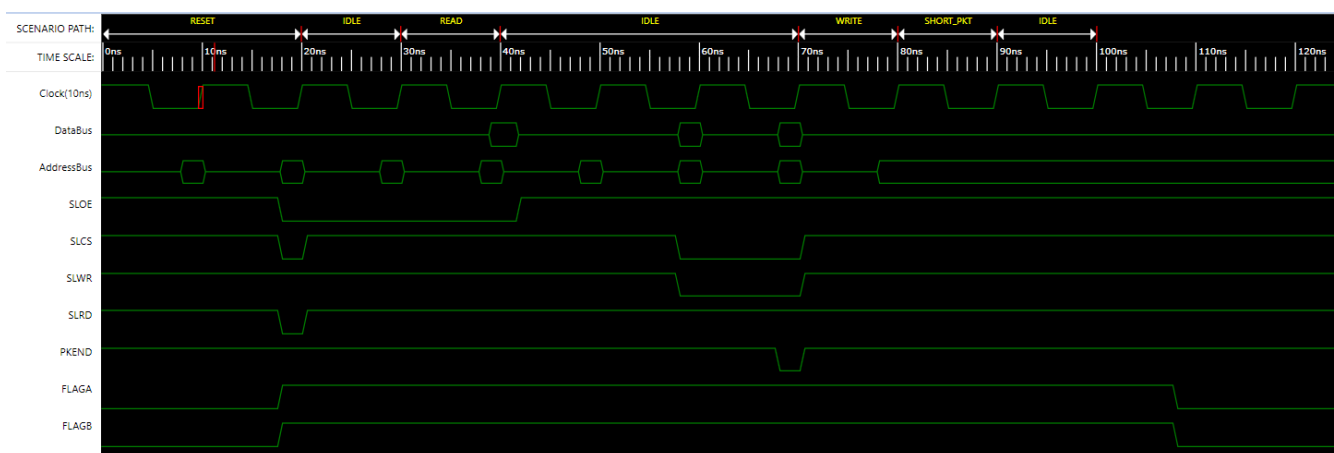 SCENARIO PATH: RESET IDLE READ IDLE WRITE SHORT_PKT IDLE
TIME SCALE: 0ns 10ns 20ns 30ns 40ns 50ns 60ns 70ns 80ns 90ns 100ns 110ns 120ns
Clock(10ns)
DataBus
AddressBus
SLOE
SLCS
SLWR
SLRD
PKEND
FLAGA
FLAGB